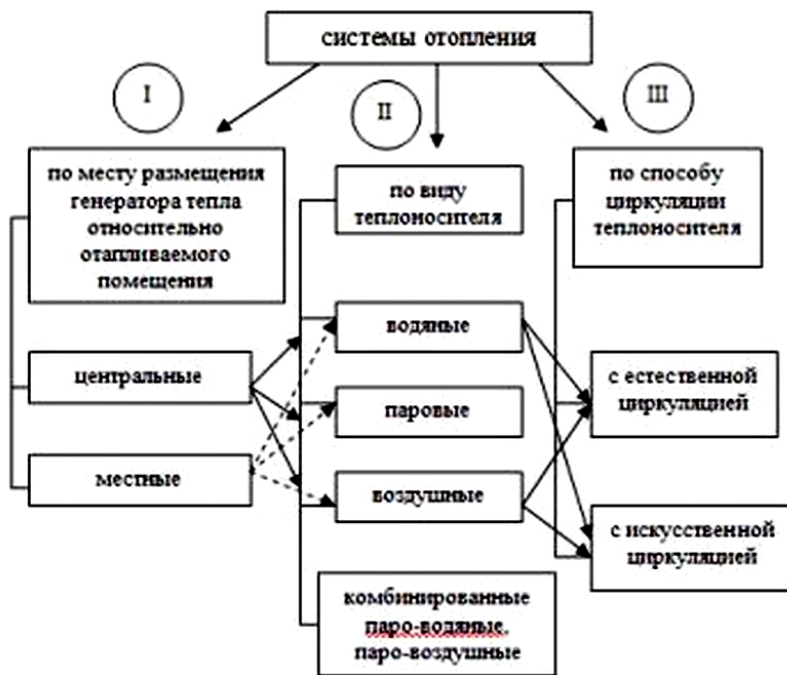 системы отопления
I
II
III
по месту размещения
генератора тепла
относительно
отапливаемого
помещения
центральные
местные
по виду
теплоносителя
водяные
паровые
воздушные
комбинированные
паро-водяные,
паро-воздушные
по способу
циркуляции
теплоносителя
с естественной
циркуляцией
с искусственной
циркуляцией